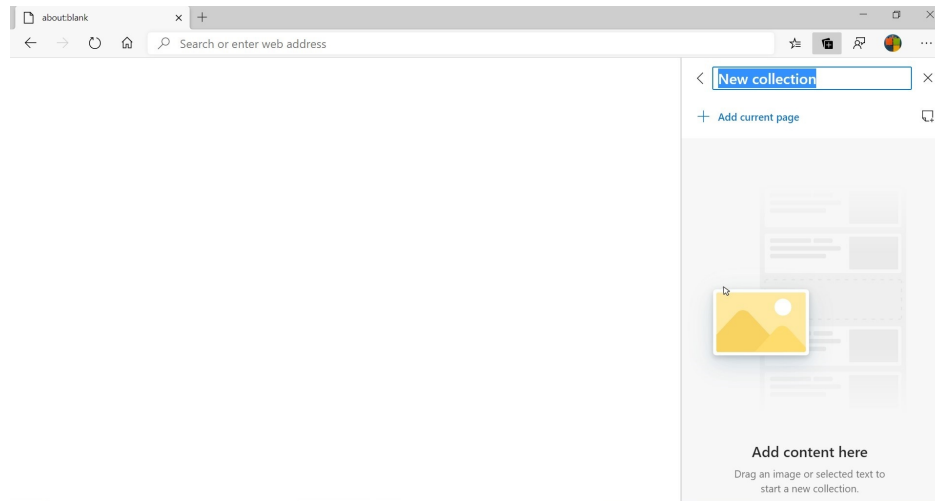 about:blank
Search or enter web address
New collection
Add current page
Add content here
Drag an image or selected text to
start a new collection.